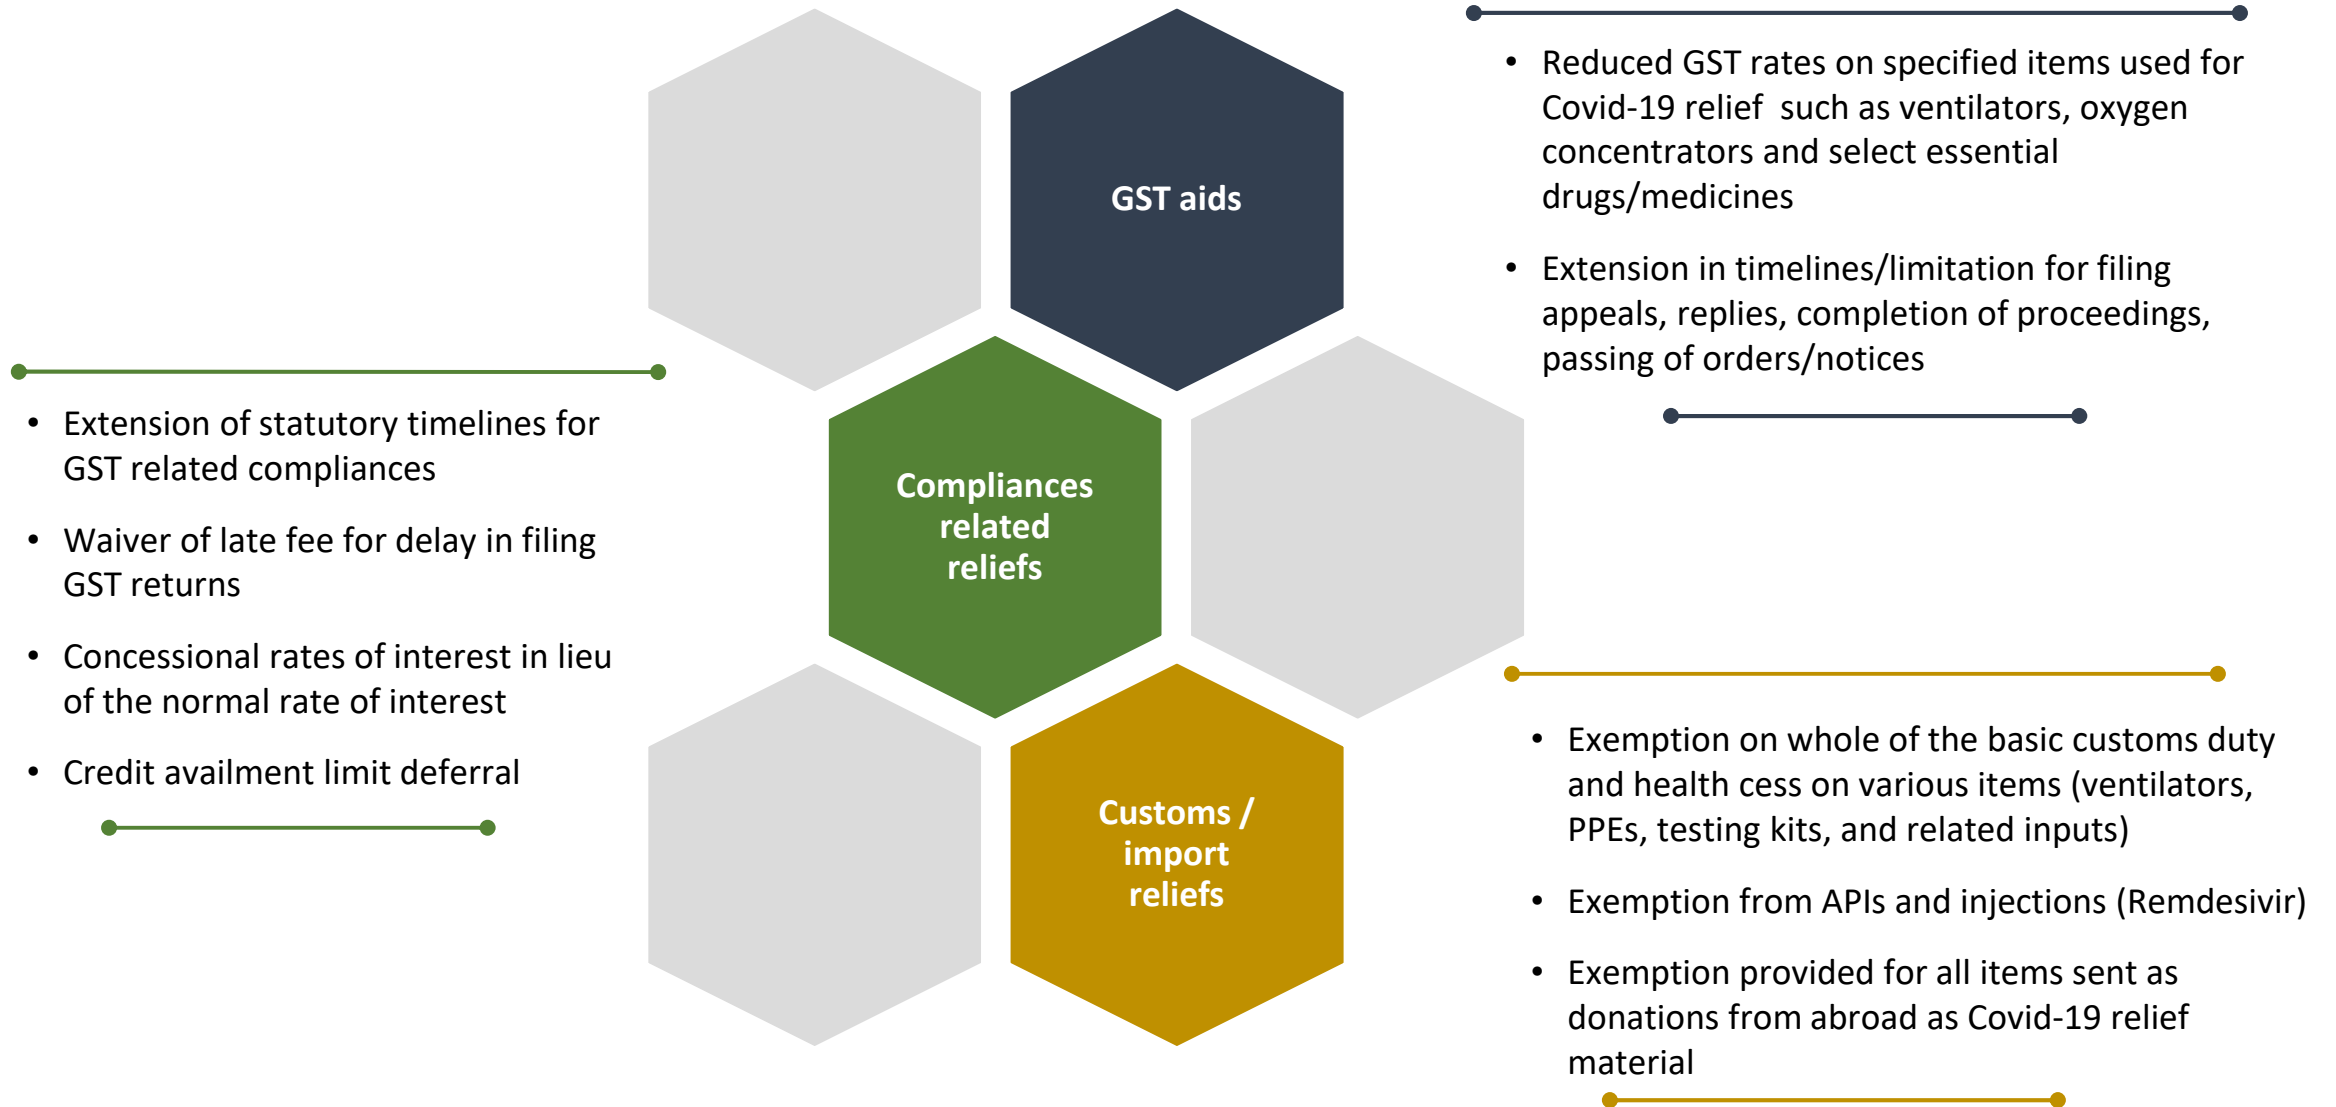 GST aids
• Reduced GST rates on specified items used for
Covid-19 relief such as ventilators, oxygen
concentrators and select essential
drugs/medicines
• Extension in timelines/limitation for filing
appeals, replies, completion of proceedings,
passing of orders/notices
Compliances
related
reliefs
• Extension of statutory timelines for
GST related compliances
• Waiver of late fee for delay in filing
GST returns
• Concessional rates of interest in lieu
of the normal rate of interest
• Credit availment limit deferral
Customs /
import
reliefs
• Exemption on whole of the basic customs duty
and health cess on various items (ventilators,
PPEs, testing kits, and related inputs)
• Exemption from APIs and injections (Remdesivir)
• Exemption provided for all items sent as
donations from abroad as Covid-19 relief
material